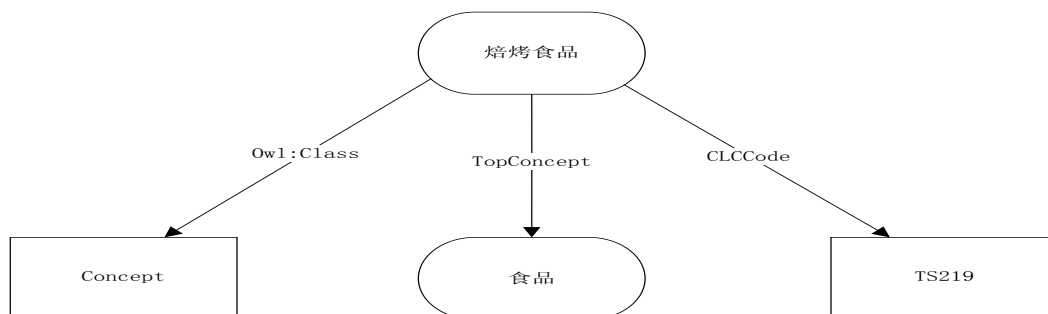 焙烤食品
Owl:Class
TopConcept
CLCCode
Concept
食品
TS219